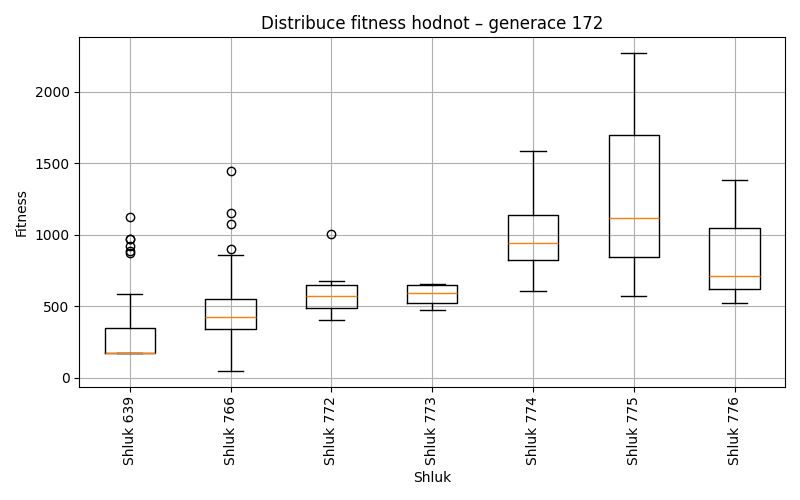 Distribuce fitness hodnot – generace 172
Fitness
2000
1500
1000
500
0
Shluk 639
Shluk 766
Shluk 772
Shluk 773
Shluk 774
Shluk 775
Shluk 776
Shluk